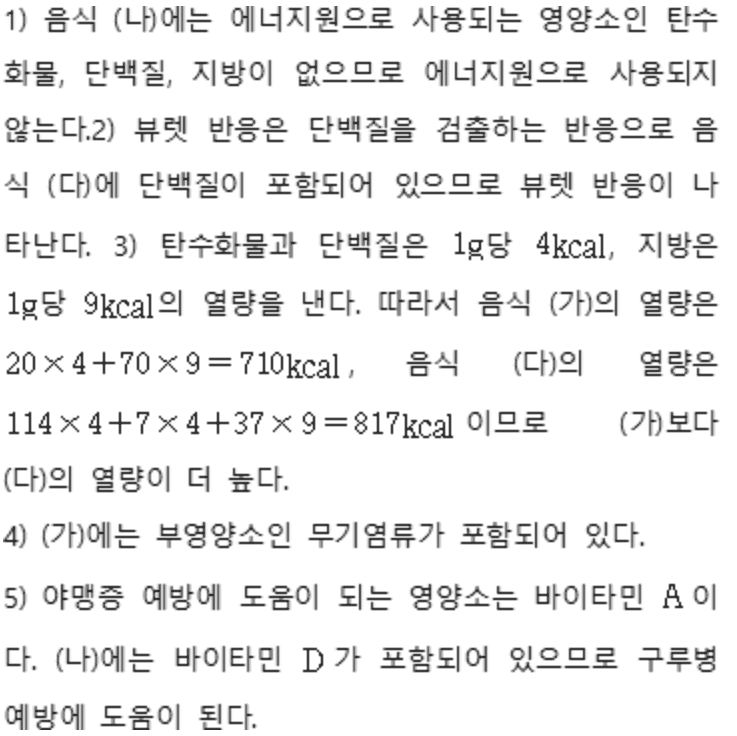 1) 음식 (나)에는 에너지원으로 사용되는 영양소인 탄수
화물, 단백질, 지방이 없으므로 에너지원으로 사용되지
않는다.2) 뷰렛 반응은 단백질을 검출하는 반응으로 음
식 (다)에 단백질이 포함되어 있으므로 뷰렛 반응이 나
타난다. 3) 탄수화물과 단백질은 1g당 4kcal, 지방은
1g당 9kcal의 열량을 낸다. 따라서 음식 (가)의 열량은
20×4+70×9=710kcal, 음식 (다)의 열량은
114×4+7×4+37×9=817kcal 이므로 (가)보다
(다)의 열량이 더 높다.
4) (가)에는 부영양소인 무기염류가 포함되어 있다.
5) 야맹증 예방에 도움이 되는 영양소는 바이타민 A 이
다. (나)에는 바이타민 D 가 포함되어 있으므로 구루병
예방에 도움이 된다.